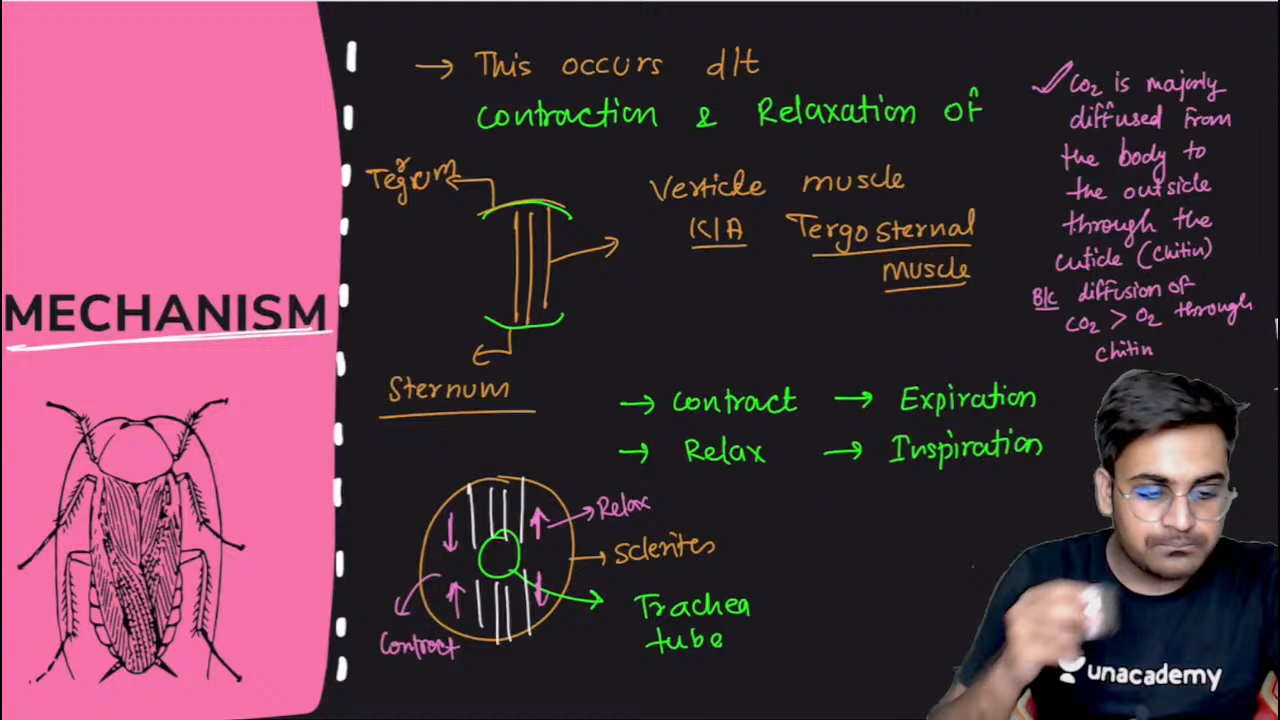 MECHANISM
→ This occurs d/t
Contraction & Relaxation of
Tergum
Verticle muscle
K/A Tergosternal
muscle
Sternum
→ Contract → Expiration
→ Relax → Inspiration
Relax
Sclerites
Trachea
tube
Contract
CO2 is majorly
diffused from
the body to
the outside
through the
cuticle (Chitin)
B/c diffusion of
CO2 > O2 through
chitin
unacademy